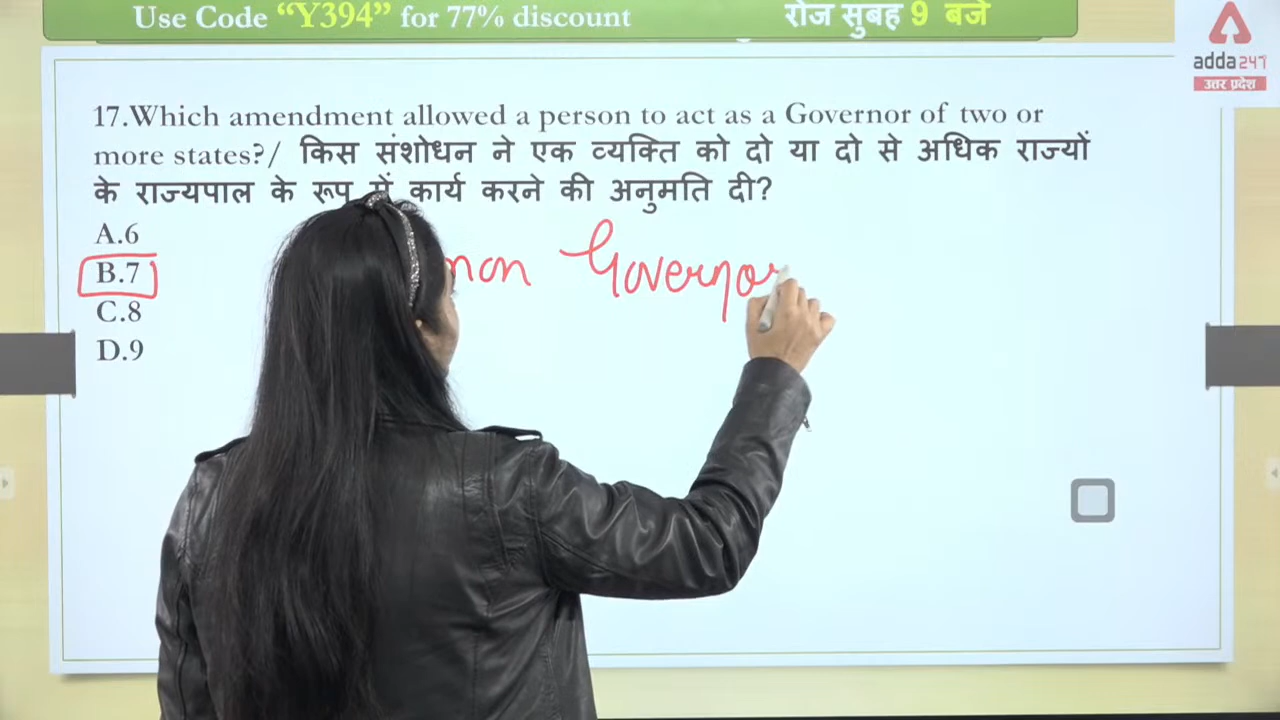 Use Code “Y394” for 77% discount
रोज सुबह 9 बजे
adda247
उत्तर प्रदेश
17.Which amendment allowed a person to act as a Governor of two or
more states?/ किस संशोधन ने एक व्यक्ति को दो या दो से अधिक राज्यों
के राज्यपाल के रूप में कार्य करने की अनुमति दी?
A.6
B.7
C.8
D.9
Governor